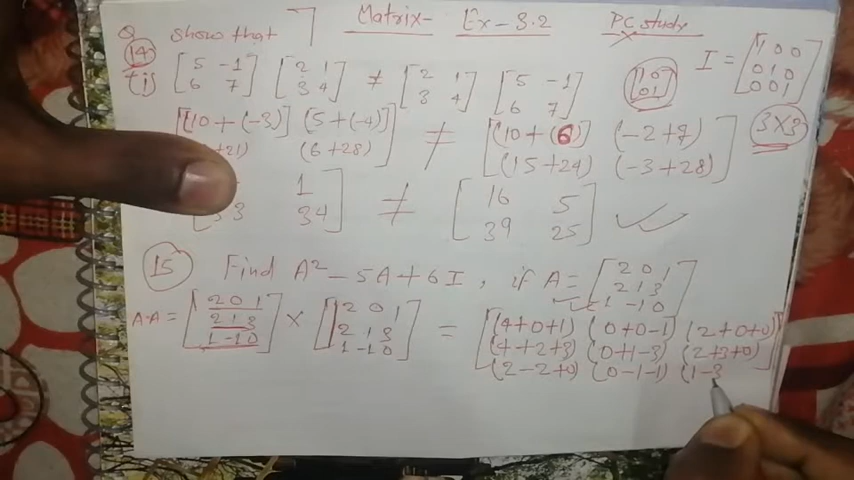 Q Show that Matrix- Ex-3.2 PC study
(14) (i) [5 -1 [2 1 ≠ [2 1 [5 -1 [1 0 I = [1 0 0
6 7] 3 4] 3 4] 6 7] 0 1] 0 1 0
0 0 1]
[[10+(-3)] (5+(-4)] ≠ [(10+(6)] (-2+7) 3x3
+21) (6+28)] (15+24) (-3+28)]
1 ≠ [16 5
33 34] 39 25]
(15) Find A² - 5A + 6I, if A = [2 0 1
2 1 3
1 -1 0]
A.A = [2 0 1 × [2 0 1 = [(4+0+1) (0+0-1) (2+0+0)
2 1 3 2 1 3 (4+2+3) (0+1-3) (2+3+0)
1 -1 0] 1 -1 0] (2-2+0) (0-1-1) (1-3